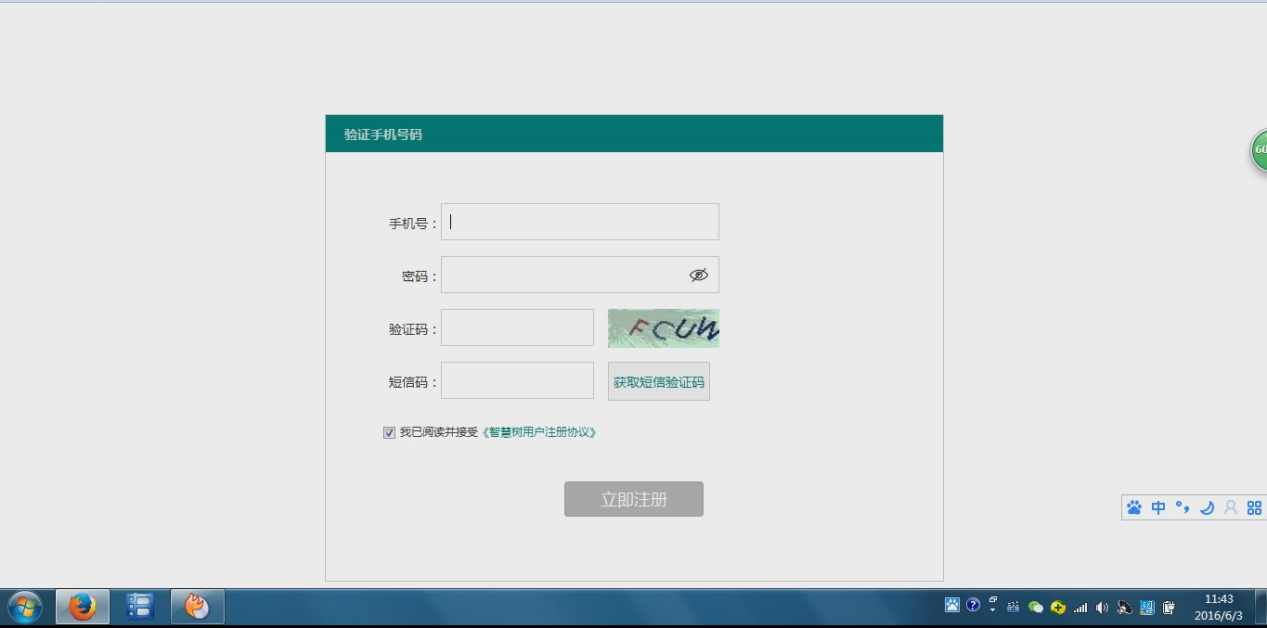 验证手机号码
60
手机号：
密码：
验证码：
FCUW
短信码：
获取短信验证码
我已阅读并接受《智慧树用户注册协议》
立即注册
中
11:43
2016/6/3